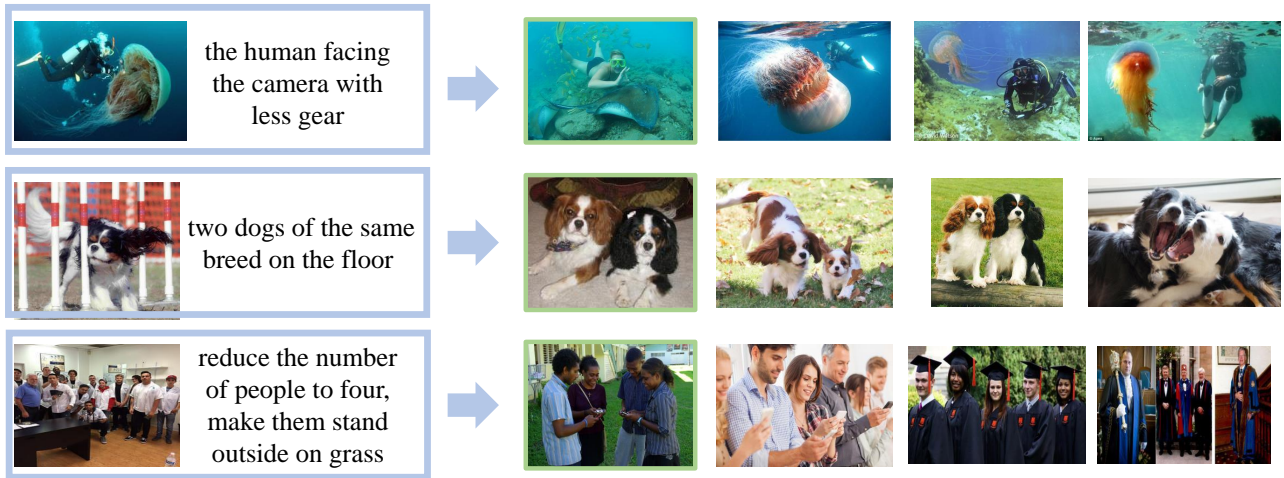 the human facing
the camera with
less gear
two dogs of the same
breed on the floor
reduce the number
of people to four,
make them stand
outside on grass